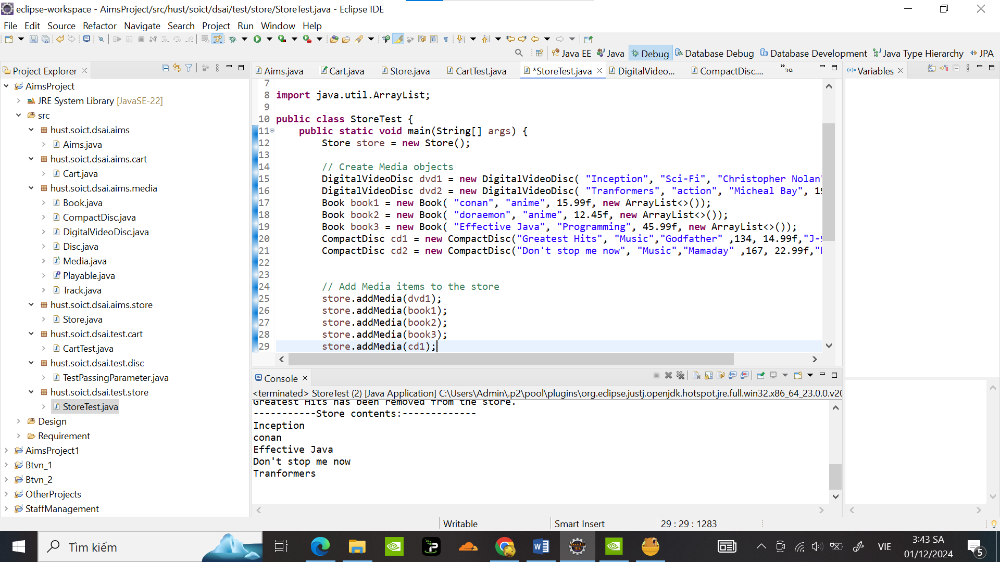 eclipse-workspace - AimsProject/src/hust/soict/dsai/test/store/StoreTest.java - Eclipse IDE
File Edit Source Refactor Navigate Search Project Run Window Help
Java EE Java Debug Database Debug Database Development Java Type Hierarchy JPA
Project Explorer
AimsProject
JRE System Library [JavaSE-22]
src
hust.soict.dsai.aims
Aims.java
hust.soict.dsai.aims.cart
Cart.java
hust.soict.dsai.aims.media
Book.java
CompactDisc.java
DigitalVideoDisc.java
Disc.java
Media.java
Playable.java
Track.java
hust.soict.dsai.aims.store
Store.java
hust.soict.dsai.test.cart
CartTest.java
hust.soict.dsai.test.disc
TestPassingParameter.java
hust.soict.dsai.test.store
StoreTest.java
Design
Requirement
AimsProject1
Btvn_1
Btvn_2
OtherProjects
StaffManagement
Aims.java Cart.java Store.java CartTest.java *StoreTest.java DigitalVideo... CompactDisc....
7
8 import java.util.ArrayList;
9
10 public class StoreTest {
11 public static void main(String[] args) {
12 Store store = new Store();
13
14 // Create Media objects
15 DigitalVideoDisc dvd1 = new DigitalVideoDisc( "Inception", "Sci-Fi", "Christopher Nolan"
16 DigitalVideoDisc dvd2 = new DigitalVideoDisc( "Tranformers", "action", "Micheal Bay", 19
17 Book book1 = new Book( "conan", "anime", 15.99f, new ArrayList<>());
18 Book book2 = new Book( "doraemon", "anime", 12.45f, new ArrayList<>());
19 Book book3 = new Book( "Effective Java", "Programming", 45.99f, new ArrayList<>());
20 CompactDisc cd1 = new CompactDisc("Greatest Hits", "Music","Godfather" ,134, 14.99f,"J-
21 CompactDisc cd2 = new CompactDisc("Don't stop me now", "Music","Mamaday" ,167, 22.99f,"
22
23
24 // Add Media items to the store
25 store.addMedia(dvd1);
26 store.addMedia(book1);
27 store.addMedia(book2);
28 store.addMedia(book3);
29 store.addMedia(cd1);
Variables
Console
<terminated> StoreTest (2) [Java Application] C:\Users\Admin\.p2\pool\plugins\org.eclipse.justj.openjdk.hotspot.jre.full.win32.x86_64_23.0.0.v20
Greatest Hits has been removed from the store.
-----------Store contents:-------------
Inception
conan
Effective Java
Don't stop me now
Tranformers
Writable Smart Insert 29 : 29 : 1283
Tìm kiếm
VIE
3:43 SA
01/12/2024
5